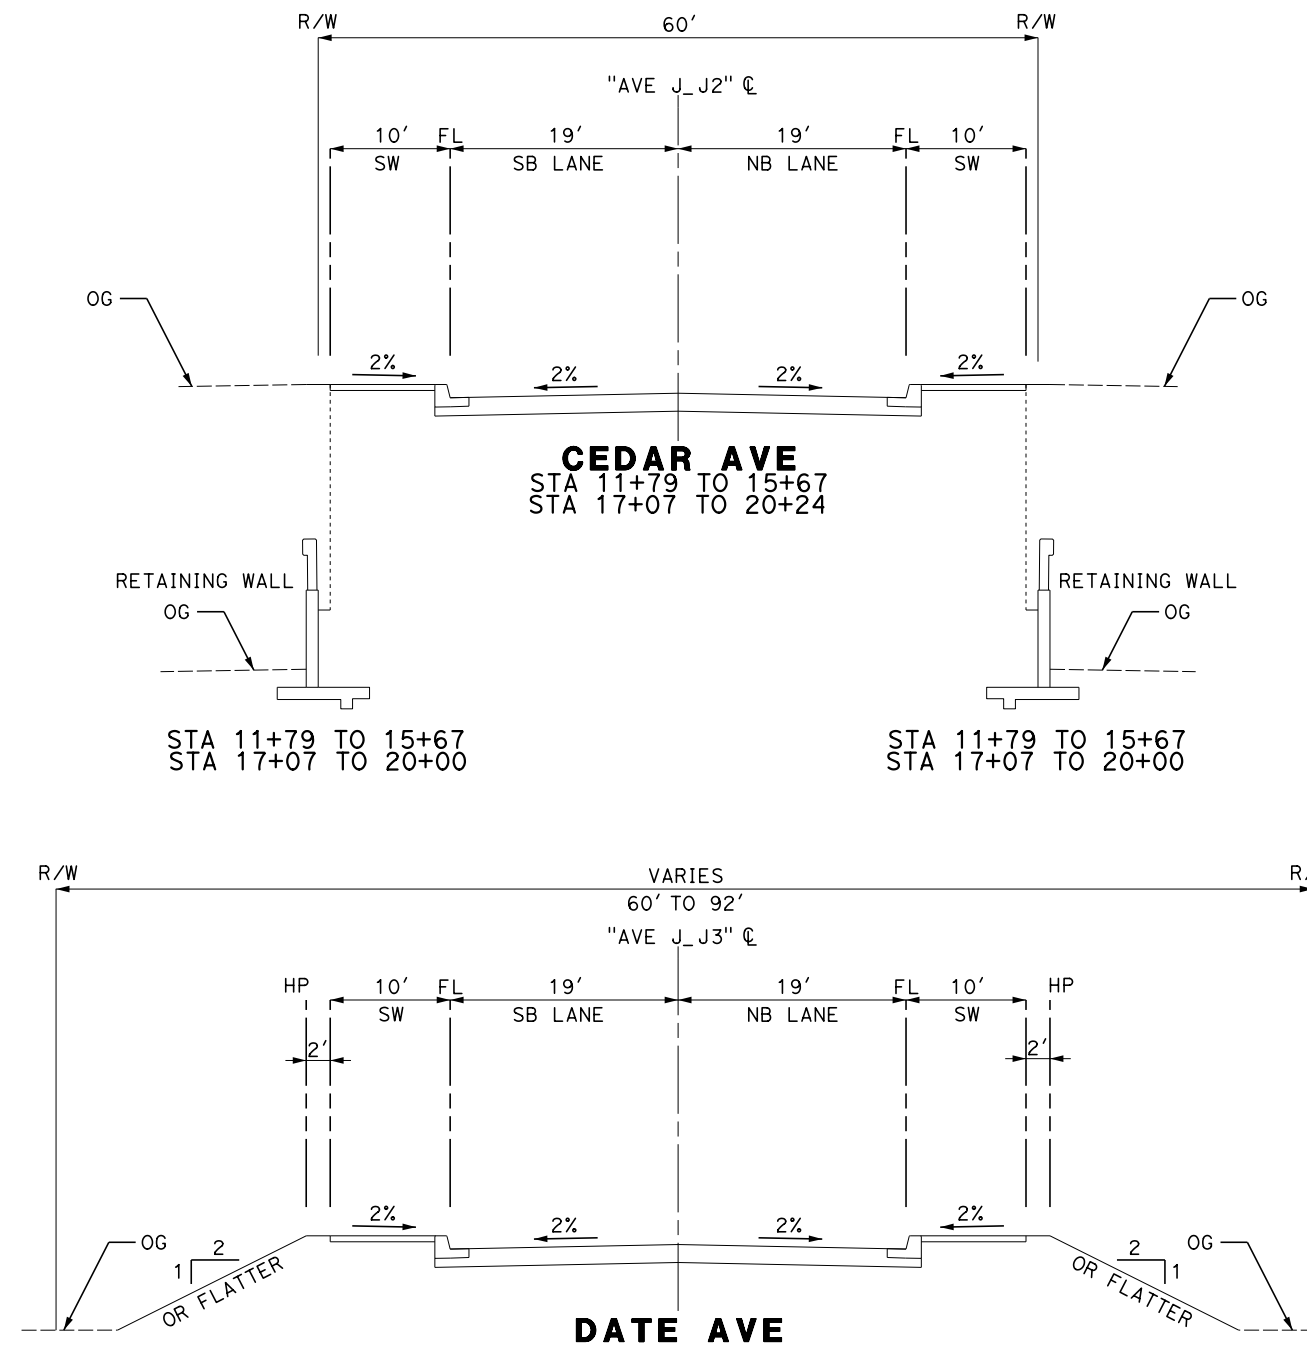 R/W 60' R/W
"AVE J_J2" ℄
10' FL 19' 19' FL 10'
SW SB LANE NB LANE SW
OG OG
2% 2% 2% 2%
CEDAR AVE
STA 11+79 TO 15+67
STA 17+07 TO 20+24
RETAINING WALL RETAINING WALL
OG OG
STA 11+79 TO 15+67 STA 11+79 TO 15+67
STA 17+07 TO 20+00 STA 17+07 TO 20+00
R/W VARIES R/
60' TO 92'
"AVE J_J3" ℄
HP 10' FL 19' 19' FL 10' HP
SW SB LANE NB LANE SW
2' 2'
2% 2% 2% 2%
OG 2 2 OG
1 1
OR FLATTER OR FLATTER
DATE AVE